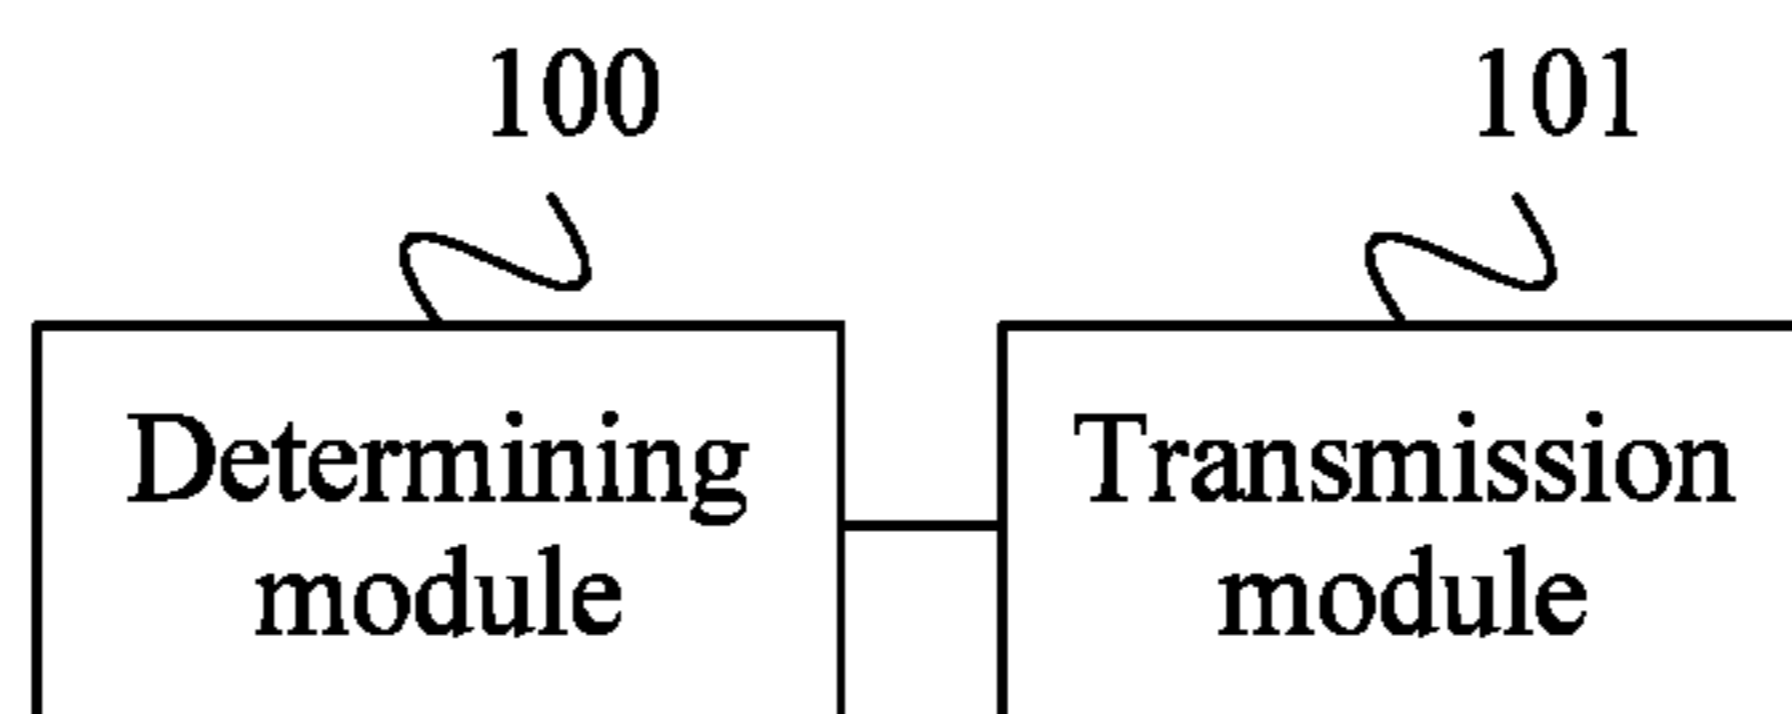 100
101
Determining
module
Transmission
module